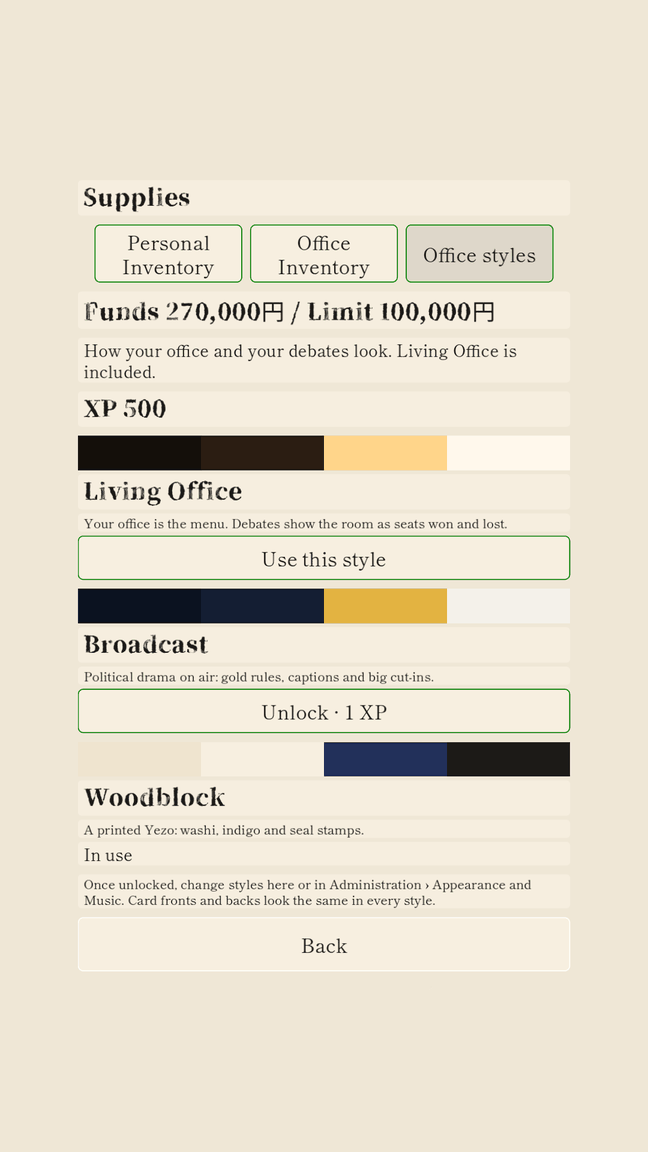 Supplies
Personal
Inventory
Office
Inventory
Office styles
Funds 270,000円 / Limit 100,000円
How your office and your debates look. Living Office is
included.
XP 500
Living Office
Your office is the menu. Debates show the room as seats won and lost.
Use this style
Broadcast
Political drama on air: gold rules, captions and big cut-ins.
Unlock · 1 XP
Woodblock
A printed Yezo: washi, indigo and seal stamps.
In use
Once unlocked, change styles here or in Administration › Appearance and
Music. Card fronts and backs look the same in every style.
Back